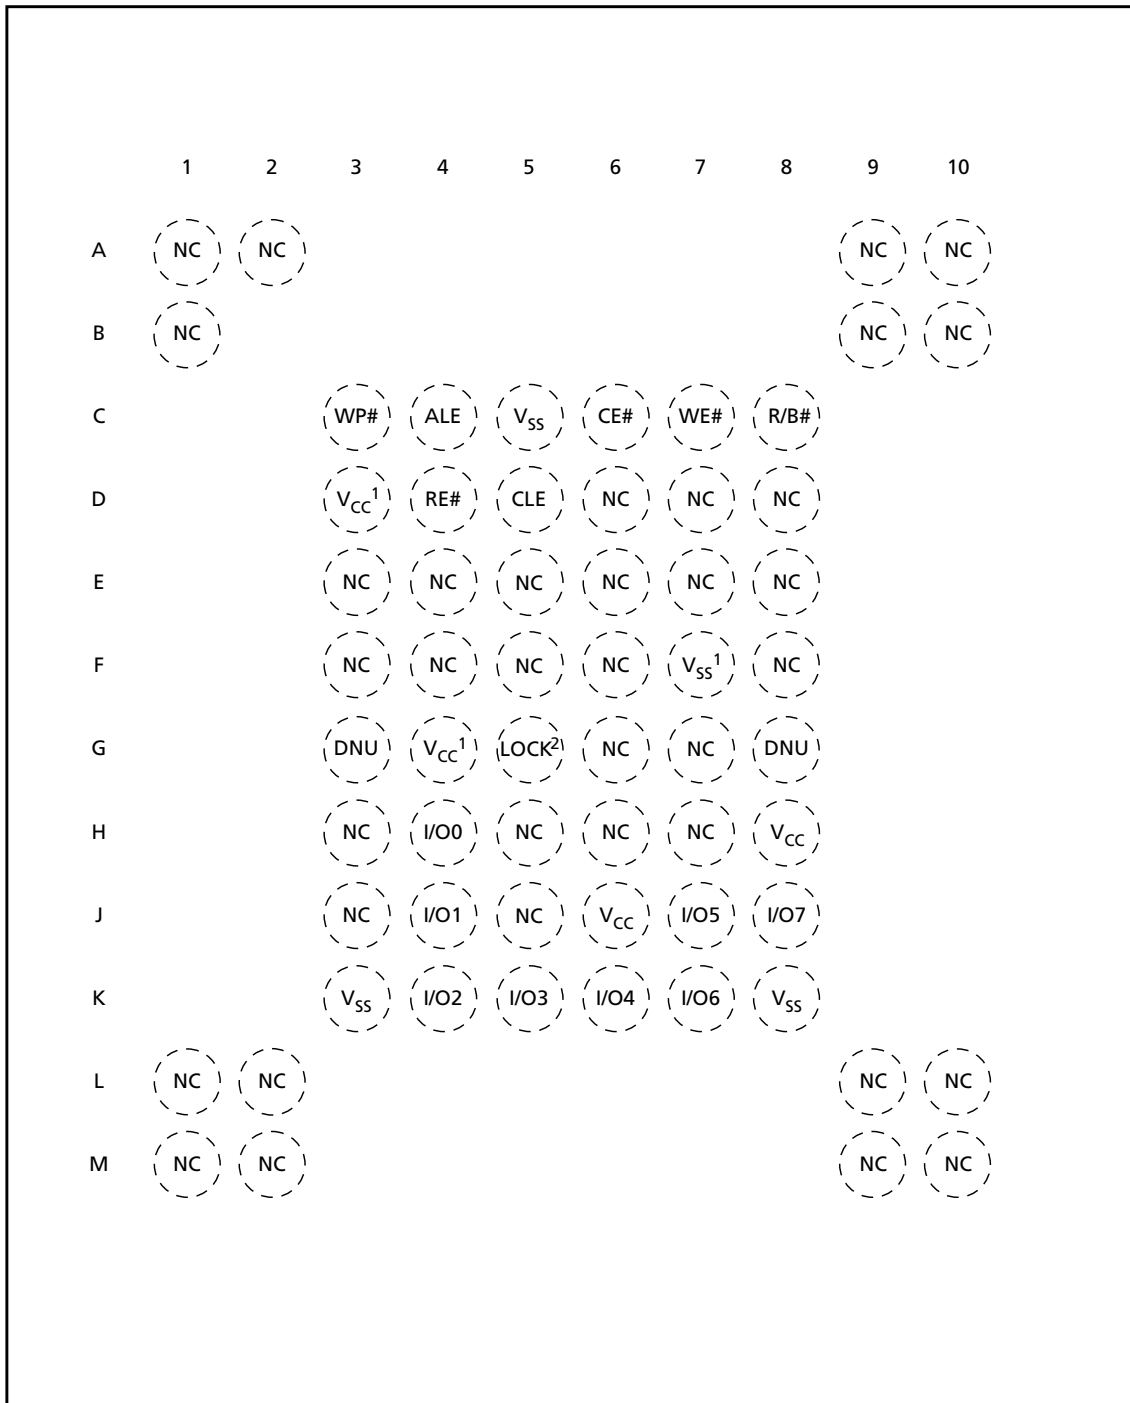 1 2 3 4 5 6 7 8 9 10
A NC NC NC NC
B NC NC NC
C WP# ALE VSS CE# WE# R/B#
D VCC1 RE# CLE NC NC NC
E NC NC NC NC NC NC
F NC NC NC NC VSS1 NC
G DNU VCC1 LOCK2 NC NC DNU
H NC I/O0 NC NC NC VCC
J NC I/O1 NC VCC I/O5 I/O7
K VSS I/O2 I/O3 I/O4 I/O6 VSS
L NC NC NC NC
M NC NC NC NC